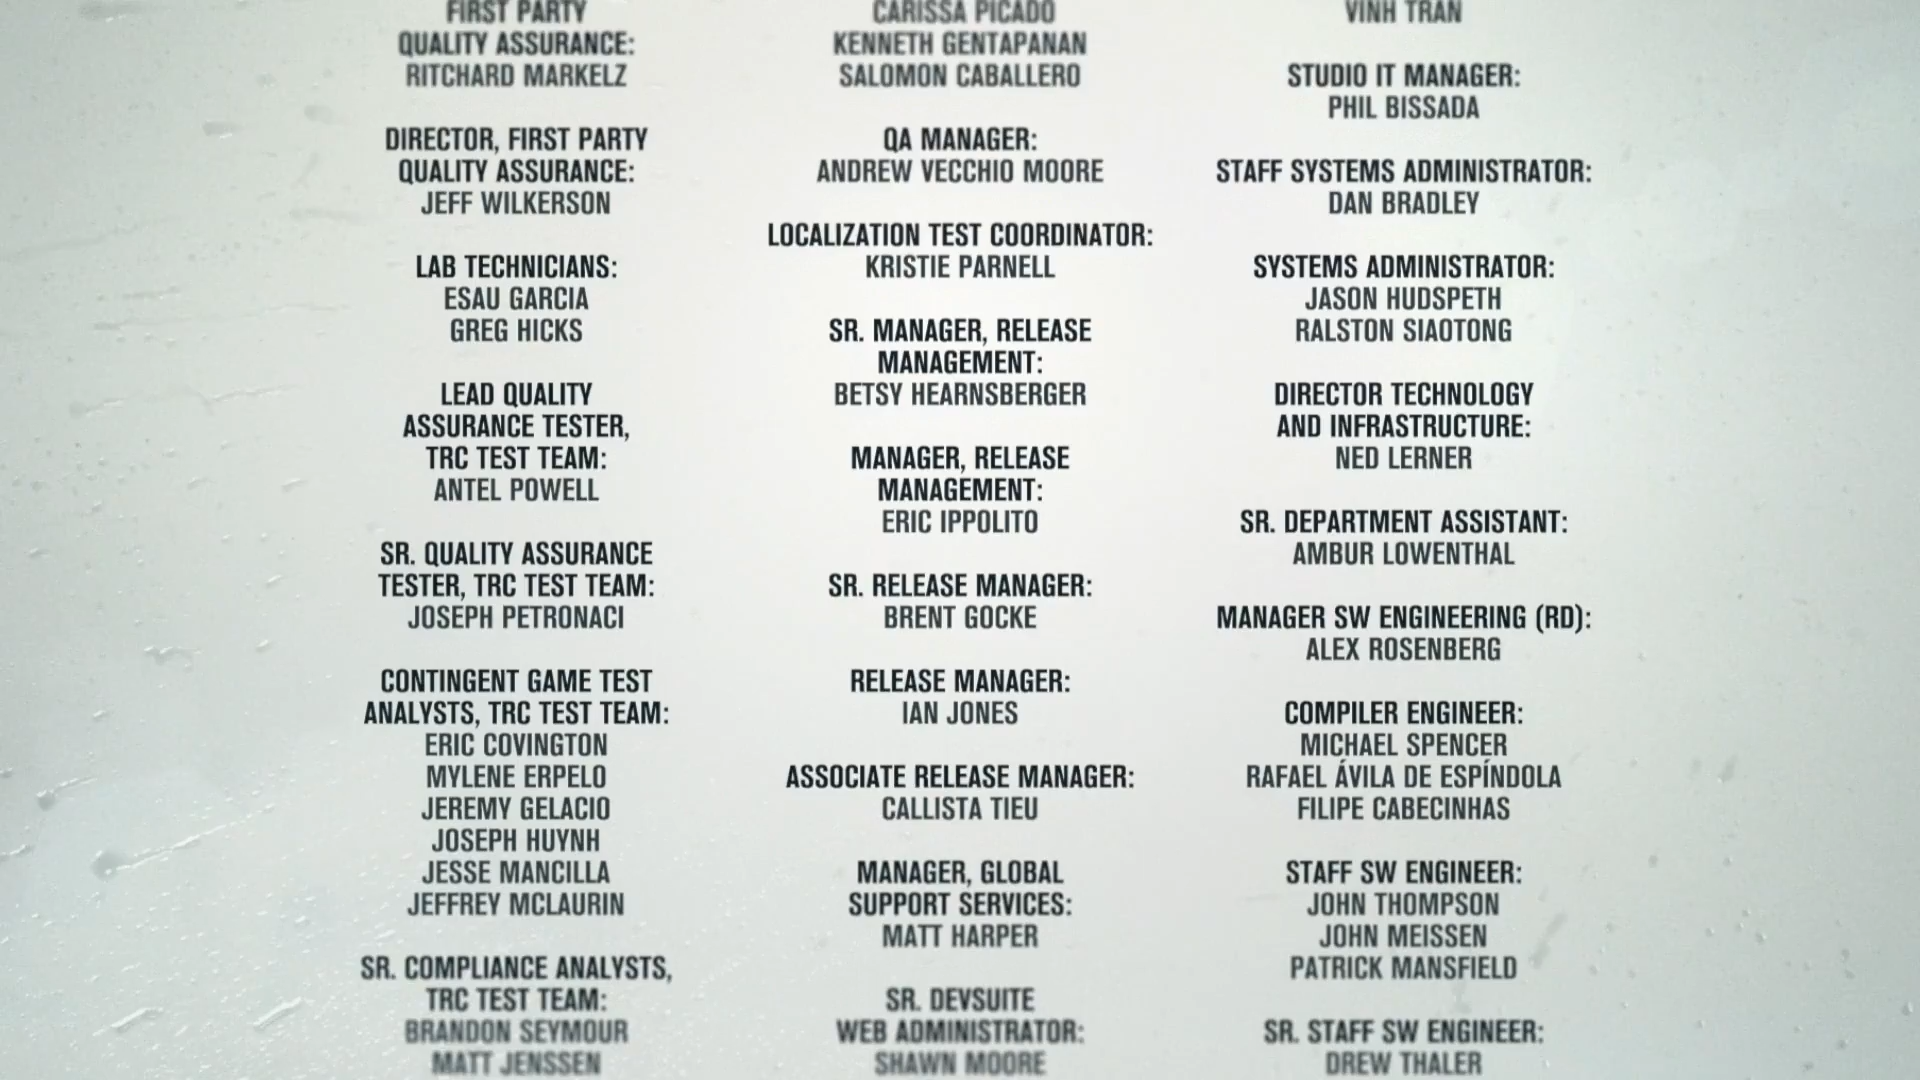 FIRST PARTY
QUALITY ASSURANCE:
RITCHARD MARKELZ
DIRECTOR, FIRST PARTY
QUALITY ASSURANCE:
JEFF WILKERSON
LAB TECHNICIANS:
ESAU GARCIA
GREG HICKS
LEAD QUALITY
ASSURANCE TESTER,
TRC TEST TEAM:
ANTEL POWELL
SR. QUALITY ASSURANCE
TESTER, TRC TEST TEAM:
JOSEPH PETRONACI
CONTINGENT GAME TEST
ANALYSTS, TRC TEST TEAM:
ERIC COVINGTON
MYLENE ERPELO
JEREMY GELACIO
JOSEPH HUYNH
JESSE MANCILLA
JEFFREY MCLAURIN
SR. COMPLIANCE ANALYSTS,
TRC TEST TEAM:
BRANDON SEYMOUR
MATT JENSSEN
CARISSA PICADO
KENNETH GENTAPANAN
SALOMON CABALLERO
QA MANAGER:
ANDREW VECCHIO MOORE
LOCALIZATION TEST COORDINATOR:
KRISTIE PARNELL
SR. MANAGER, RELEASE
MANAGEMENT:
BETSY HEARNSBERGER
MANAGER, RELEASE
MANAGEMENT:
ERIC IPPOLITO
SR. RELEASE MANAGER:
BRENT GOCKE
RELEASE MANAGER:
IAN JONES
ASSOCIATE RELEASE MANAGER:
CALLISTA TIEU
MANAGER, GLOBAL
SUPPORT SERVICES:
MATT HARPER
SR. DEVSUITE
WEB ADMINISTRATOR:
SHAWN MOORE
VINH TRAN
STUDIO IT MANAGER:
PHIL BISSADA
STAFF SYSTEMS ADMINISTRATOR:
DAN BRADLEY
SYSTEMS ADMINISTRATOR:
JASON HUDSPETH
RALSTON SIAOTONG
DIRECTOR TECHNOLOGY
AND INFRASTRUCTURE:
NED LERNER
SR. DEPARTMENT ASSISTANT:
AMBUR LOWENTHAL
MANAGER SW ENGINEERING (RD):
ALEX ROSENBERG
COMPILER ENGINEER:
MICHAEL SPENCER
RAFAEL ÁVILA DE ESPÍNDOLA
FILIPE CABECINHAS
STAFF SW ENGINEER:
JOHN THOMPSON
JOHN MEISSEN
PATRICK MANSFIELD
SR. STAFF SW ENGINEER:
DREW THALER